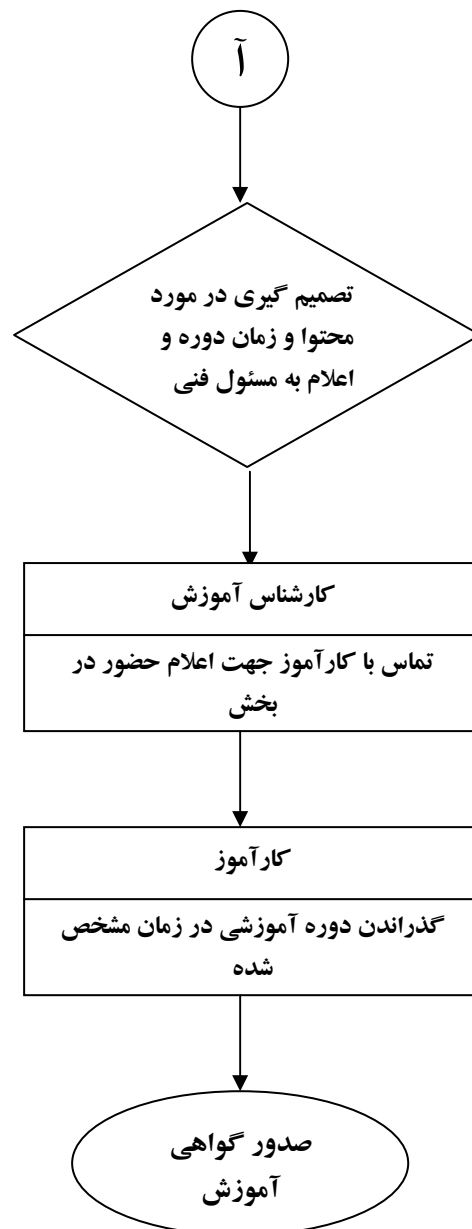 آ
تصمیم گیری در مورد
محتوا و زمان دوره و
اعلام به مسئول فنی
کارشناس آموزش
تماس با کارآموز جهت اعلام حضور در
بخش
کارآموز
گذراندن دوره آموزشی در زمان مشخص
شده
صدور گواهی
آموزش